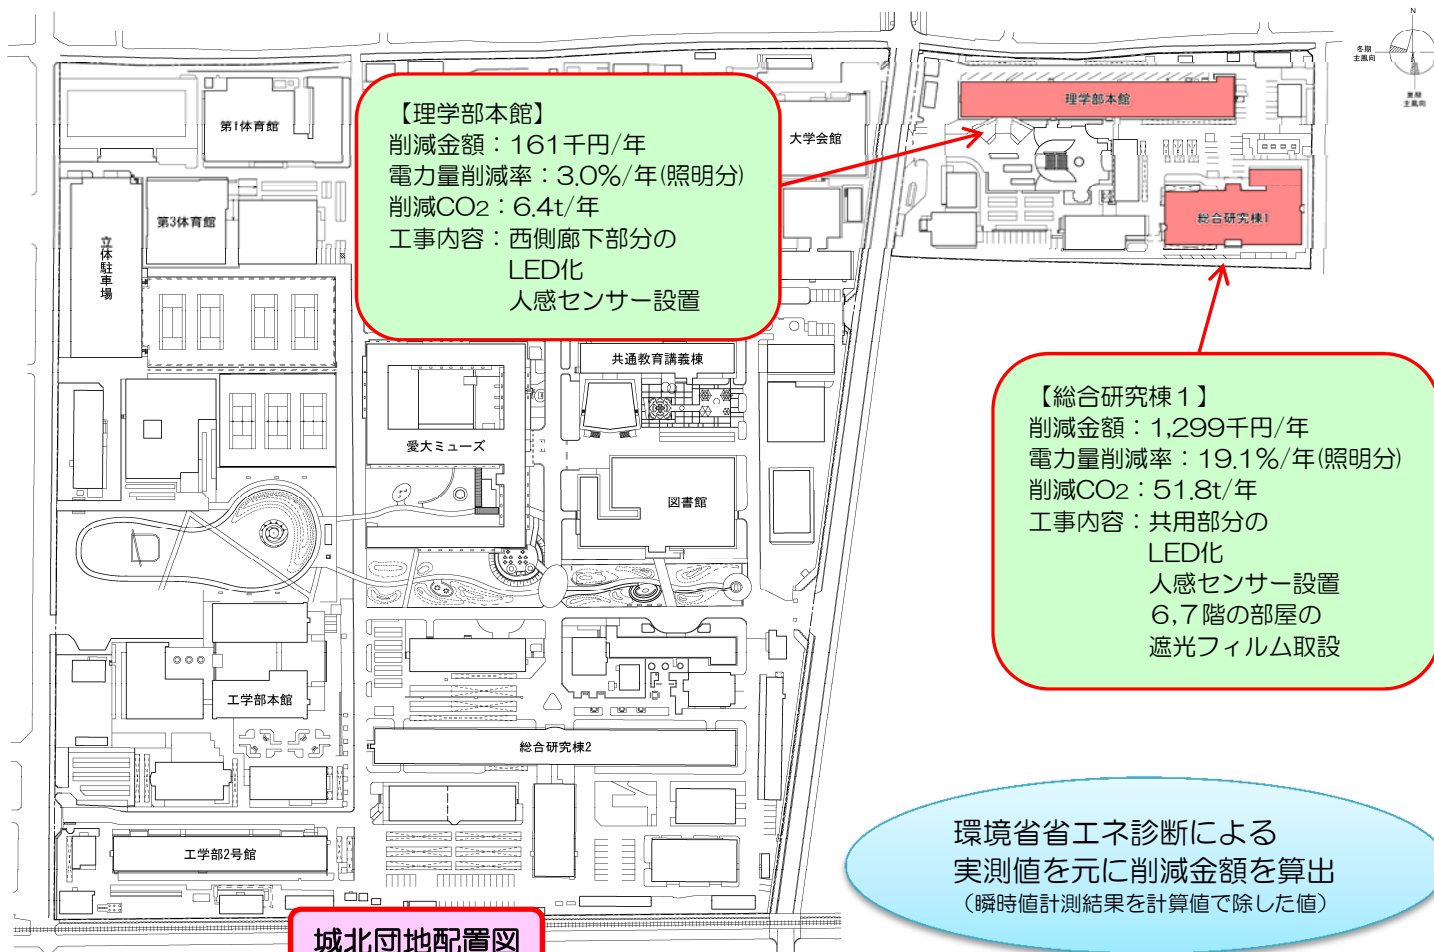 N
冬期
主風向
夏期
主風向
理学部本館
総合研究棟1
第1体育館
大学会館
第3体育館
立体駐車場
【理学部本館】
削減金額：161千円/年
電力量削減率：3.0%/年(照明分)
削減CO2：6.4t/年
工事内容：西側廊下部分の
LED化
人感センサー設置
共通教育講義棟
愛大ミューズ
図書館
【総合研究棟１】
削減金額：1,299千円/年
電力量削減率：19.1%/年(照明分)
削減CO2：51.8t/年
工事内容：共用部分の
LED化
人感センサー設置
6,7階の部屋の
遮光フィルム取設
工学部本館
総合研究棟2
工学部2号館
環境省省エネ診断による
実測値を元に削減金額を算出
（瞬時値計測結果を計算値で除した値）
城北団地配置図